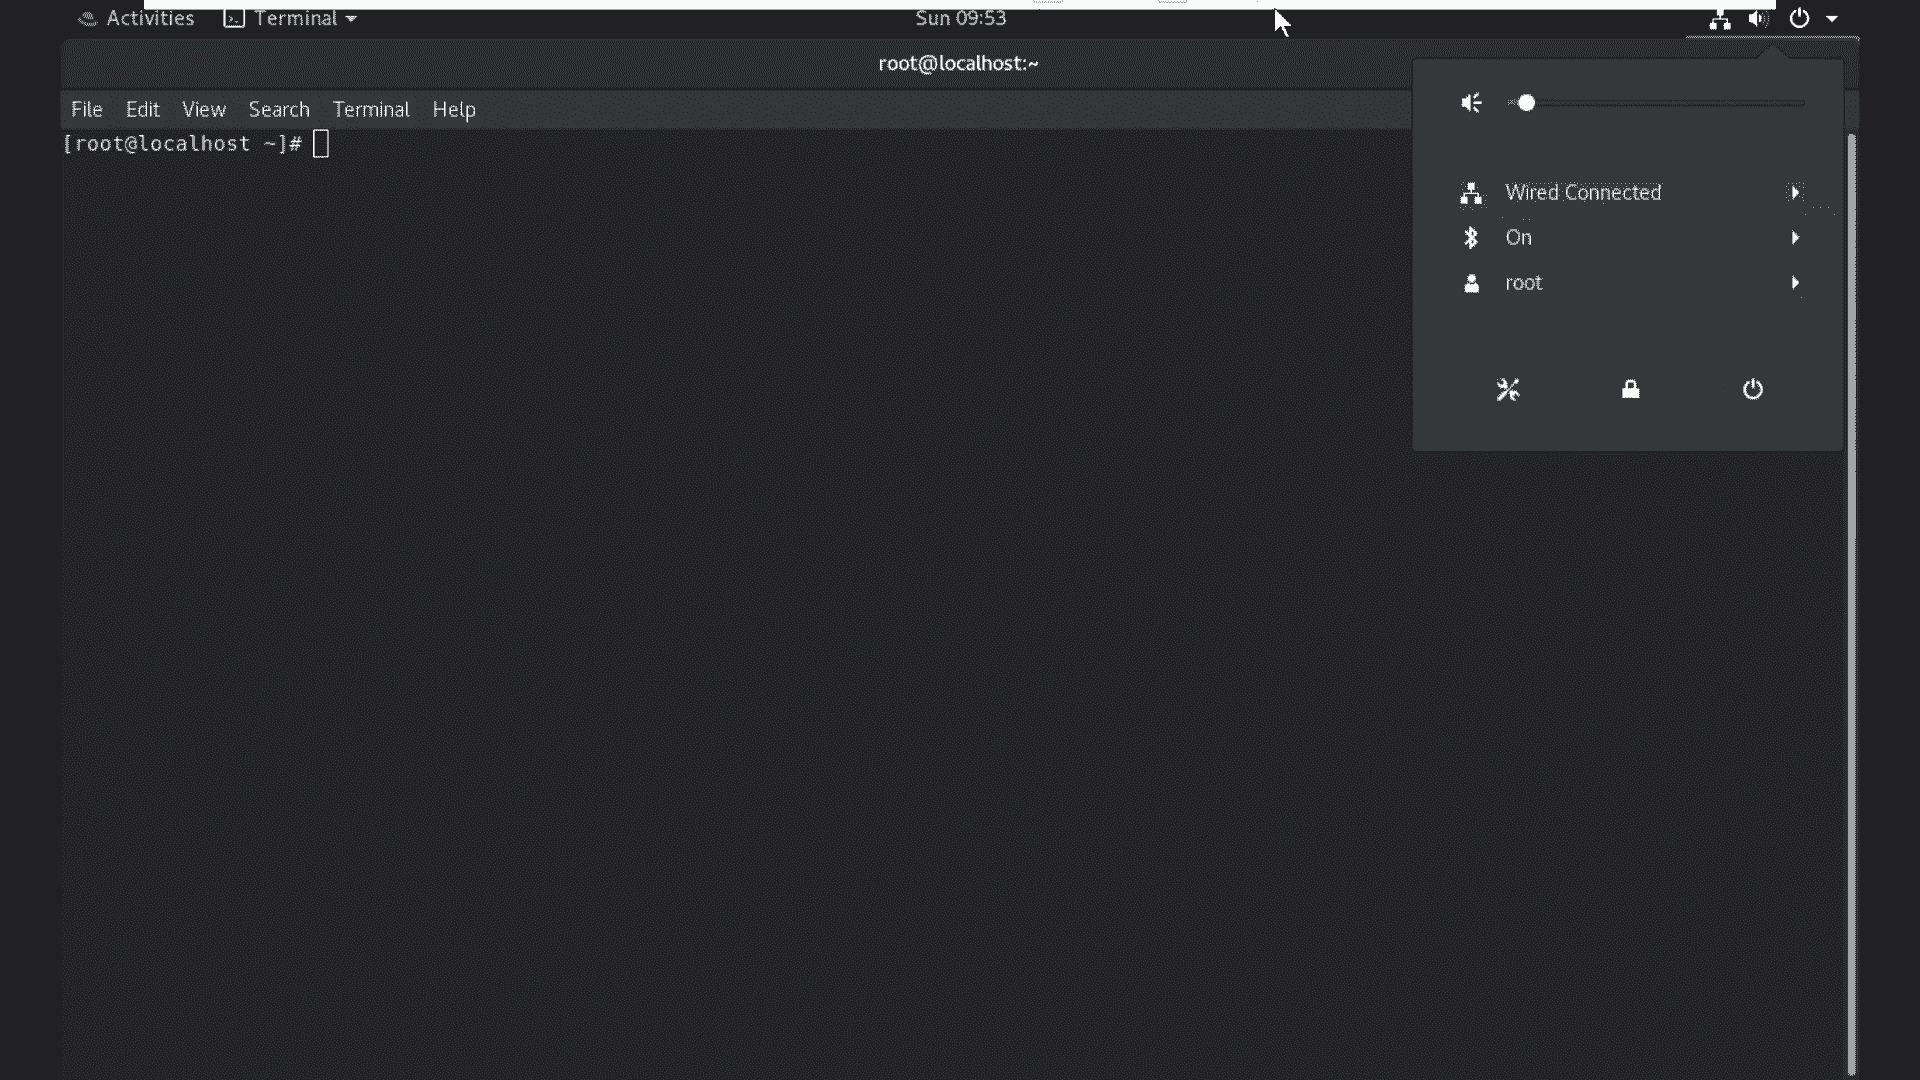 Activities Terminal Sun 09:53
root@localhost:~
File Edit View Search Terminal Help
[root@localhost ~]#
Wired Connected
On
root